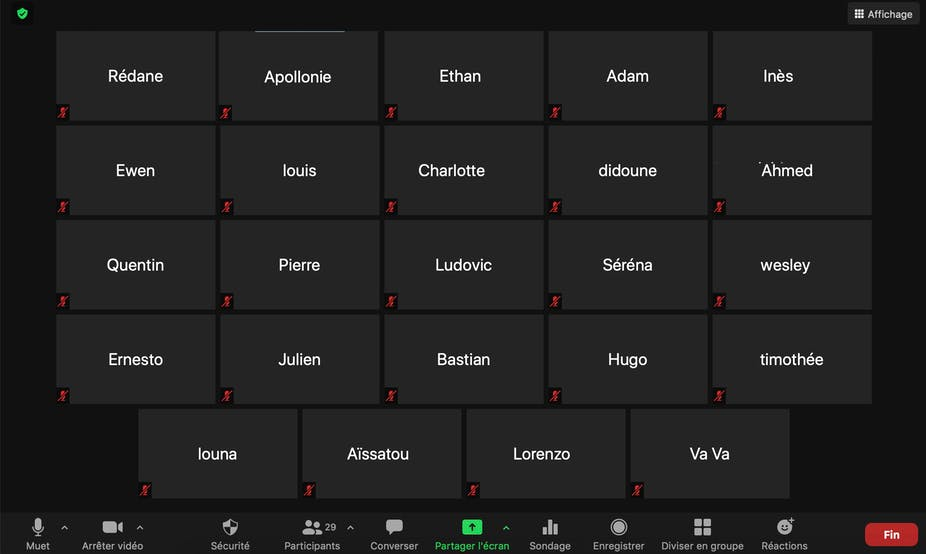 Affichage
Rédane
Apollonie
Ethan
Adam
Inès
Ewen
louis
Charlotte
didoune
Ahmed
Quentin
Pierre
Ludovic
Séréna
wesley
Ernesto
Julien
Bastian
Hugo
timothée
louna
Aïssatou
Lorenzo
Va Va
29
Muet
Arrêter vidéo
Sécurité
Participants
Converser
Partager l'écran
Sondage
Enregistrer
Diviser en groupe
Réactions
Fin